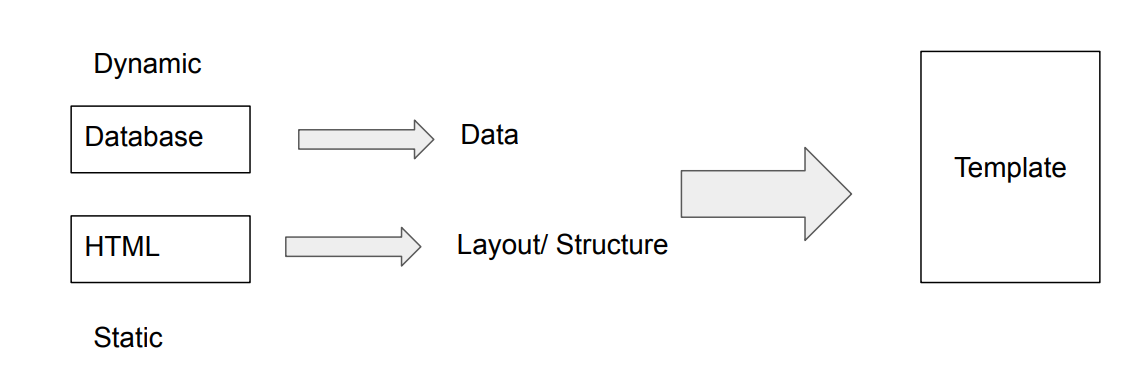 Dynamic
Database
Data
Template
HTML
Layout/ Structure
Static